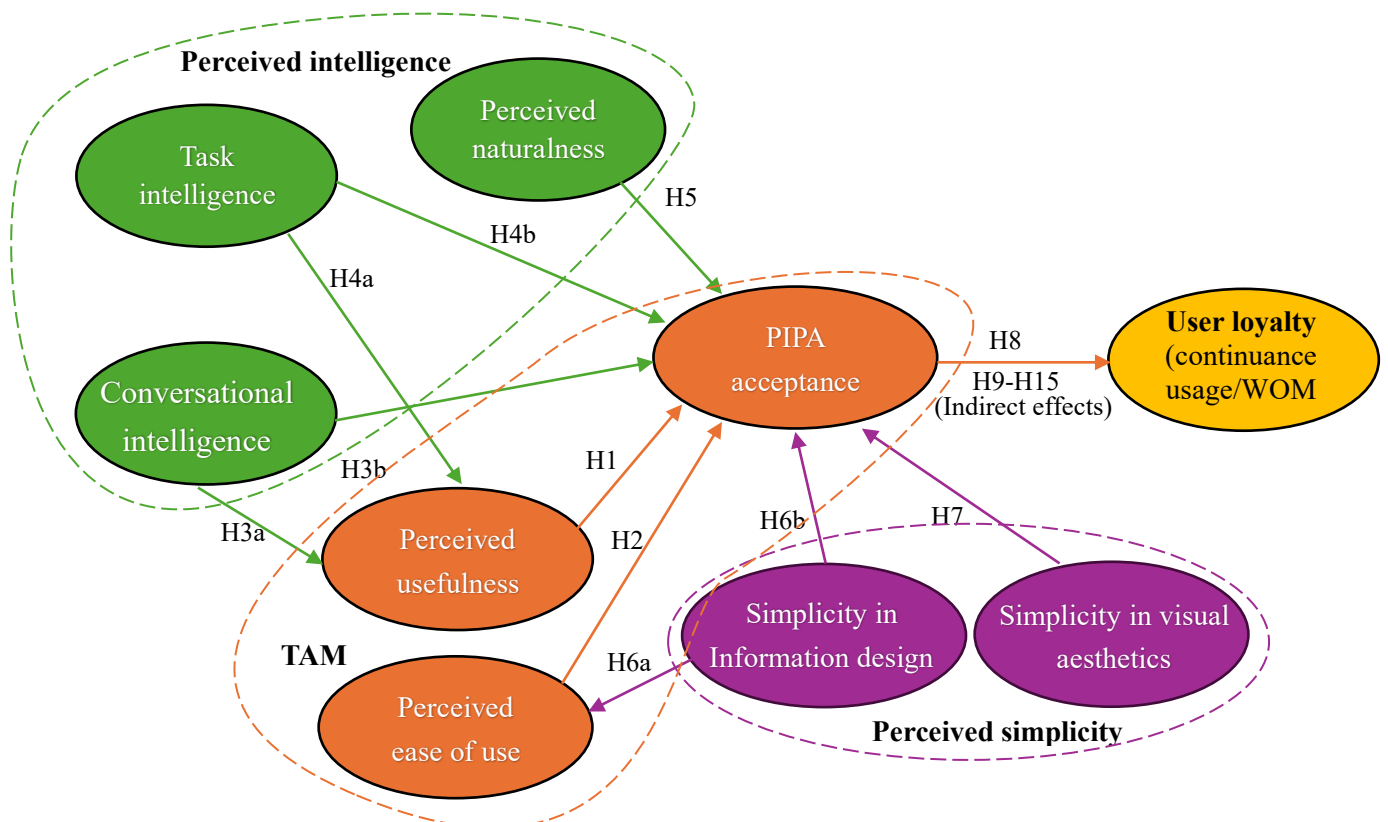 Perceived intelligence
Perceived
naturalness
Task
intelligence
H5
H4b
H4a
PIPA
acceptance
H8
H9-H15
(Indirect effects)
User loyalty
(continuance
usage/WOM
Conversational
intelligence
H3b
H1
H3a
H2
H6b
H7
Perceived
usefulness
TAM
H6a
Simplicity in
Information design
Simplicity in visual
aesthetics
Perceived
ease of use
Perceived simplicity